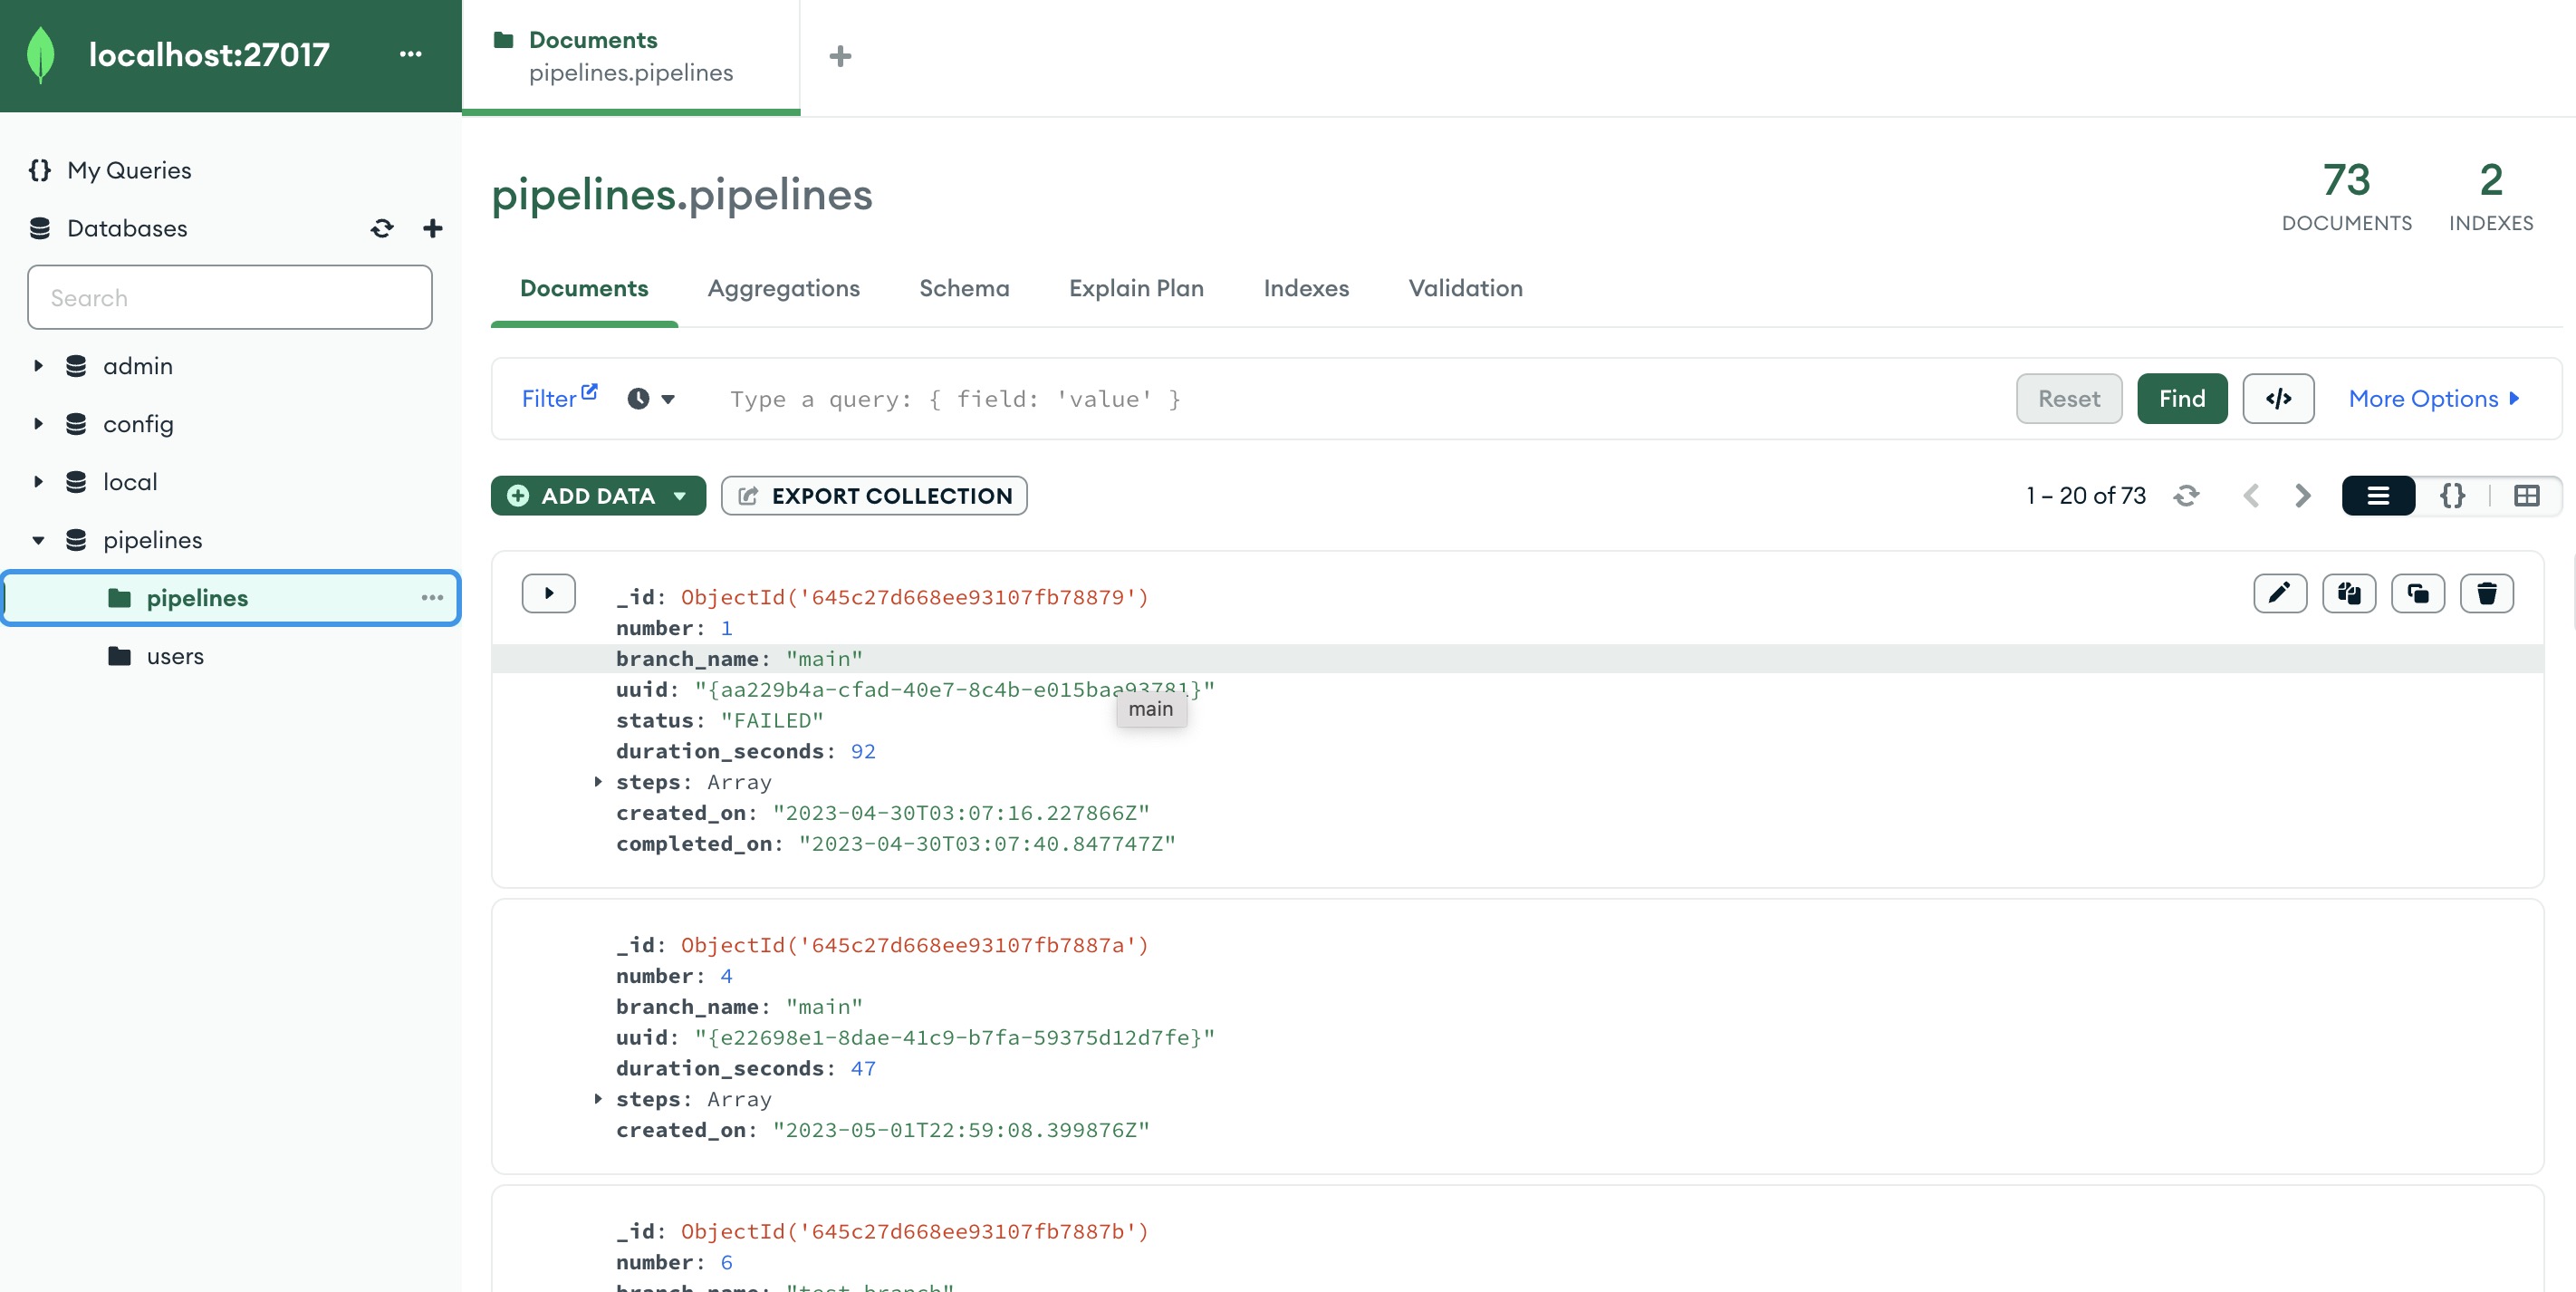 localhost:27017
Documents
pipelines.pipelines
My Queries
Databases
Search
admin
config
local
pipelines
pipelines
users
pipelines.pipelines
73
DOCUMENTS
2
INDEXES
Documents Aggregations Schema Explain Plan Indexes Validation
Filter Type a query: { field: 'value' } Reset Find </> More Options
ADD DATA EXPORT COLLECTION 1 – 20 of 73 {}
_id: ObjectId('645c27d668ee93107fb78879')
number: 1
branch_name: "main"
uuid: "{aa229b4a-cfad-40e7-8c4b-e015baa93781}"
main
status: "FAILED"
duration_seconds: 92
steps: Array
created_on: "2023-04-30T03:07:16.227866Z"
completed_on: "2023-04-30T03:07:40.847747Z"
_id: ObjectId('645c27d668ee93107fb7887a')
number: 4
branch_name: "main"
uuid: "{e22698e1-8dae-41c9-b7fa-59375d12d7fe}"
duration_seconds: 47
steps: Array
created_on: "2023-05-01T22:59:08.399876Z"
_id: ObjectId('645c27d668ee93107fb7887b')
number: 6
branch_name: "test_branch"